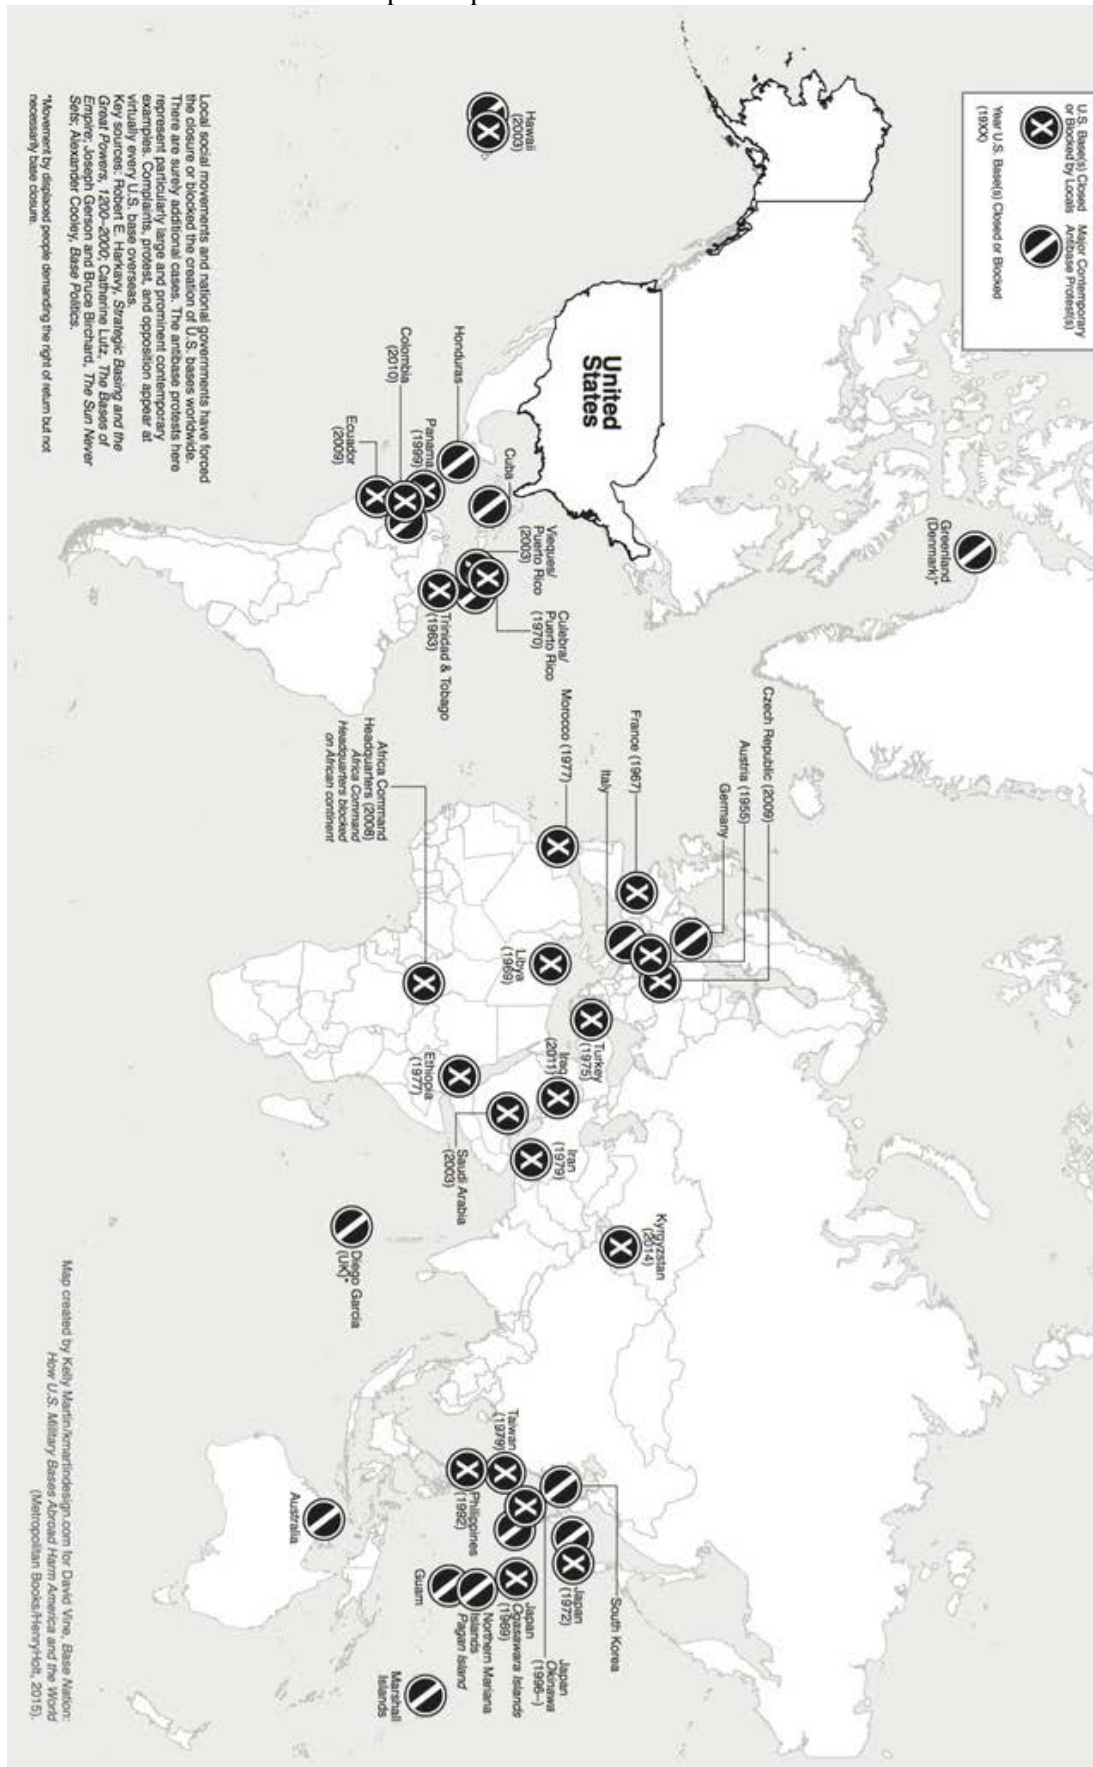 U.S. Base(s) Closed
or Blocked by Locals
Major Contemporary
Antibase Protest(s)
Year U.S. Base(s) Closed or Blocked
(19XX)
Greenland
(Denmark)*
United
States
Hawaii
(2003)
Honduras
Cuba
Panama
(1999)
Colombia
(2010)
Ecuador
(2009)
Vieques/
Puerto Rico
(2003)
Culebra/
Puerto Rico
(1970)
Trinidad & Tobago
(1963)
Czech Republic (2009)
Austria (1955)
Germany
France (1967)
Italy
Morocco (1977)
Africa Command
Headquarters (2008)
Africa Command
Headquarters blocked
on African continent
Libya
(1969)
Turkey
(1975)
Iraq
(2011)
Iran
(1979)
Ethiopia
(1977)
Saudi Arabia
(2003)
Kyrgyzstan
(2014)
Diego Garcia
(UK)*
South Korea
Japan
(1972)
Japan
Okinawa
(1996–)
Japan
Ogasawara Islands
(1969)
Taiwan
(1979)
Philippines
(1992)
Northern Mariana
Islands
Pagan Island
Guam
Marshall
Islands
Australia
Local social movements and national governments have forced
the closure or blocked the creation of U.S. bases worldwide.
There are surely additional cases. The antibase protests here
represent particularly large and prominent contemporary
examples. Complaints, protest, and opposition appear at
virtually every U.S. base overseas.
Key sources: Robert E. Harkavy, Strategic Basing and the
Great Powers, 1200–2000; Catherine Lutz, The Bases of
Empire; Joseph Gerson and Bruce Birchard, The Sun Never
Sets; Alexander Cooley, Base Politics.
*Movement by displaced people demanding the right of return but not
necessarily base closure.
Map created by Kelly Martin/kmartindesign.com for David Vine, Base Nation:
How U.S. Military Bases Abroad Harm America and the World
(Metropolitan Books/HenryHolt, 2015).